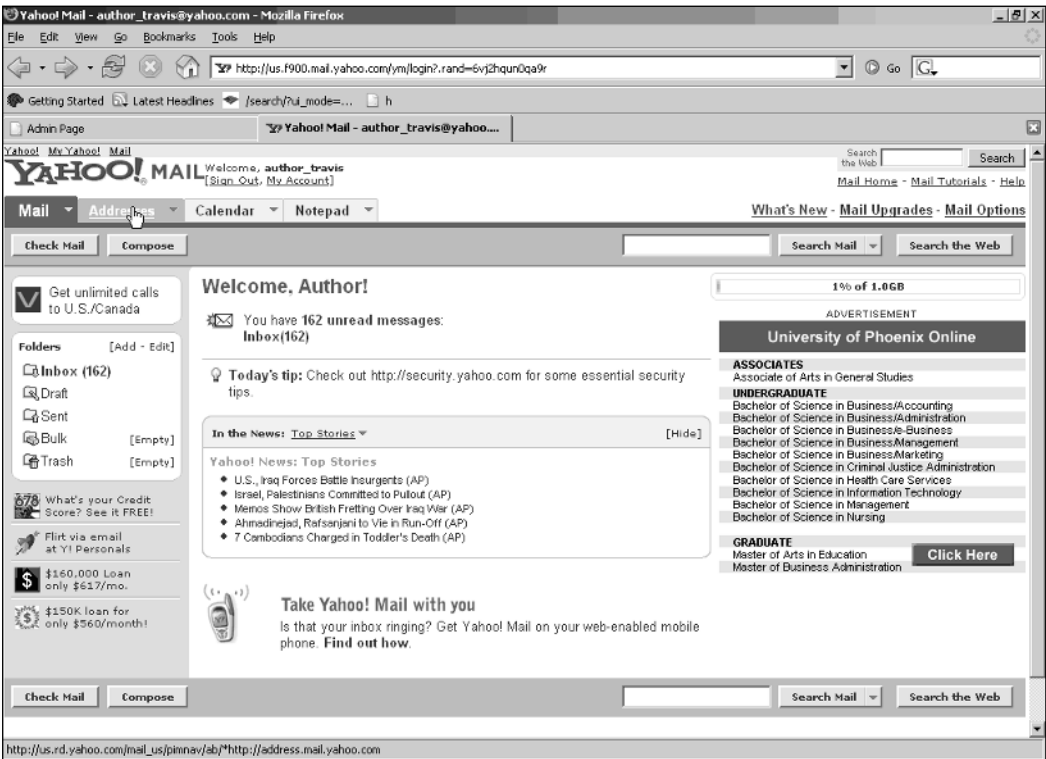 Yahoo! Mail - author_travis@yahoo.com - Mozilla Firefox
File Edit View Go Bookmarks Tools Help
http://us.f900.mail.yahoo.com/ym/login?.rand=6vj2hqun0qa9r Go G
Getting Started Latest Headlines /search/?ui_mode=... h
Admin Page Yahoo! Mail - author_travis@yahoo....
Yahoo! My Yahoo! Mail
YAHOO! MAIL
Welcome, author_travis
[Sign Out, My Account]
Search
the Web
Search
Mail Home - Mail Tutorials - Help
Mail Addresses Calendar Notepad
What's New - Mail Upgrades - Mail Options
Check Mail Compose Search Mail Search the Web
Get unlimited calls
to U.S./Canada
Folders [Add - Edit]
Inbox (162)
Draft
Sent
Bulk [Empty]
Trash [Empty]
678 What's your Credit
Score? See it FREE!
Flirt via email
at Y! Personals
$ $160,000 Loan
only $617/mo.
$ $150K loan for
only $560/month!
Welcome, Author!
You have 162 unread messages:
Inbox(162)
Today's tip: Check out http://security.yahoo.com for some essential security
tips.
In the News: Top Stories [Hide]
Yahoo! News: Top Stories
U.S., Iraq Forces Battle Insurgents (AP)
Israel, Palestinians Committed to Pullout (AP)
Memos Show British Fretting Over Iraq War (AP)
Ahmadinejad, Rafsanjani to Vie in Run-Off (AP)
7 Cambodians Charged in Toddler's Death (AP)
Take Yahoo! Mail with you
Is that your inbox ringing? Get Yahoo! Mail on your web-enabled mobile
phone. Find out how.
1% of 1.0GB
ADVERTISEMENT
University of Phoenix Online
ASSOCIATES
Associate of Arts in General Studies
UNDERGRADUATE
Bachelor of Science in Business/Accounting
Bachelor of Science in Business/Administration
Bachelor of Science in Business/e-Business
Bachelor of Science in Business/Management
Bachelor of Science in Business/Marketing
Bachelor of Science in Criminal Justice Administration
Bachelor of Science in Health Care Services
Bachelor of Science in Information Technology
Bachelor of Science in Management
Bachelor of Science in Nursing
GRADUATE
Master of Arts in Education
Master of Business Administration
Click Here
Check Mail Compose Search Mail Search the Web
http://us.rd.yahoo.com/mail_us/pimnav/ab/*http://address.mail.yahoo.com